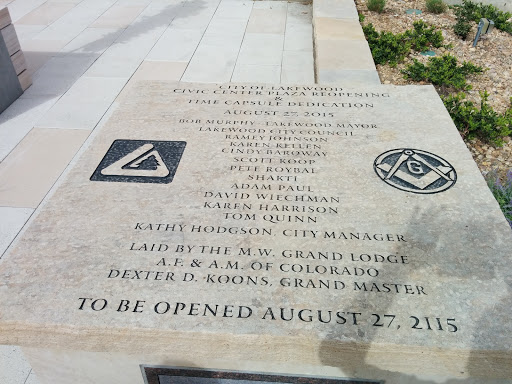 CITY OF LAKEWOOD
CIVIC CENTER PLAZA REOPENING
&
TIME CAPSULE DEDICATION
AUGUST 27, 2015
BOB MURPHY - LAKEWOOD MAYOR
LAKEWOOD CITY COUNCIL
RAMEY JOHNSON
KAREN KELLEN
CINDY BAROWAY
SCOTT KOOP
PETE ROYBAL
SHAKTI
ADAM PAUL
DAVID WIECHMAN
KAREN HARRISON
TOM QUINN
KATHY HODGSON, CITY MANAGER
LAID BY THE M.W. GRAND LODGE
A.F. & A.M. OF COLORADO
DEXTER D. KOONS, GRAND MASTER
TO BE OPENED AUGUST 27, 2115
G